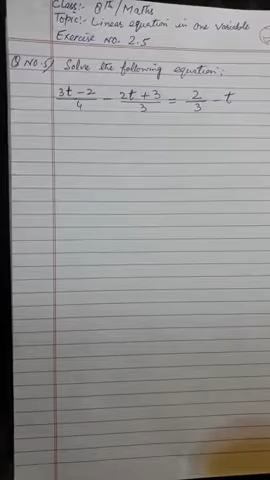 Class:- 8th/Maths
Topic:- Linear equation in one variable
Exercise No. 2.5
Q No.5) Solve the following equation:
3t-2/4 - 2t+3/3 = 2/3 - t